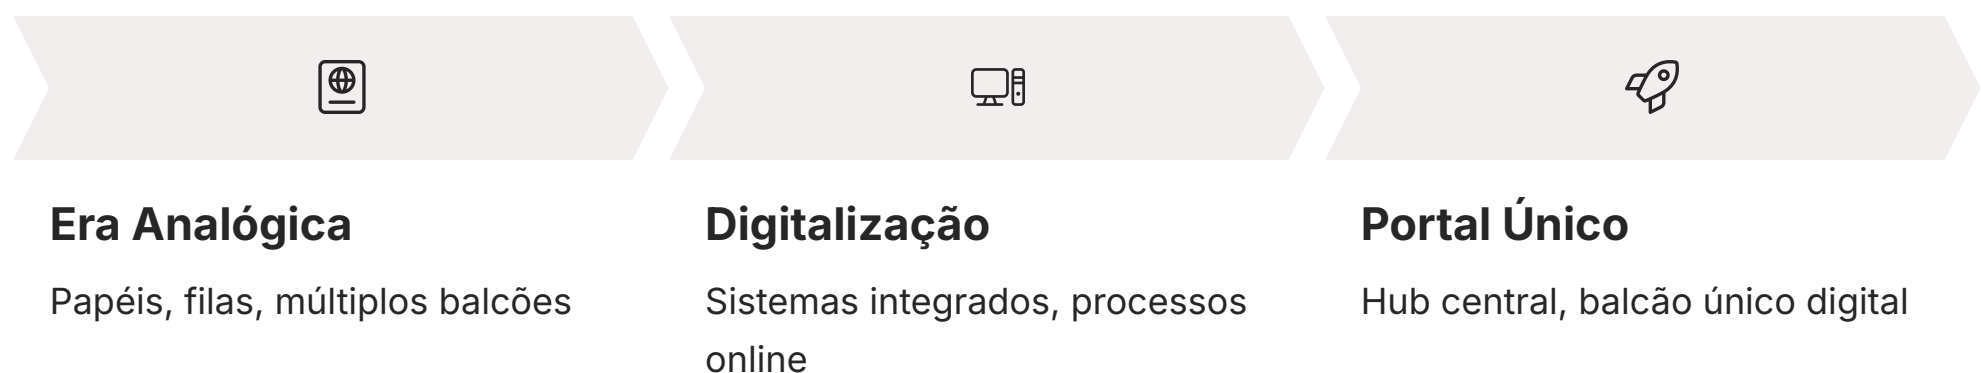 Era Analógica
Papéis, filas, múltiplos balcões
Digitalização
Sistemas integrados, processos
online
Portal Único
Hub central, balcão único digital